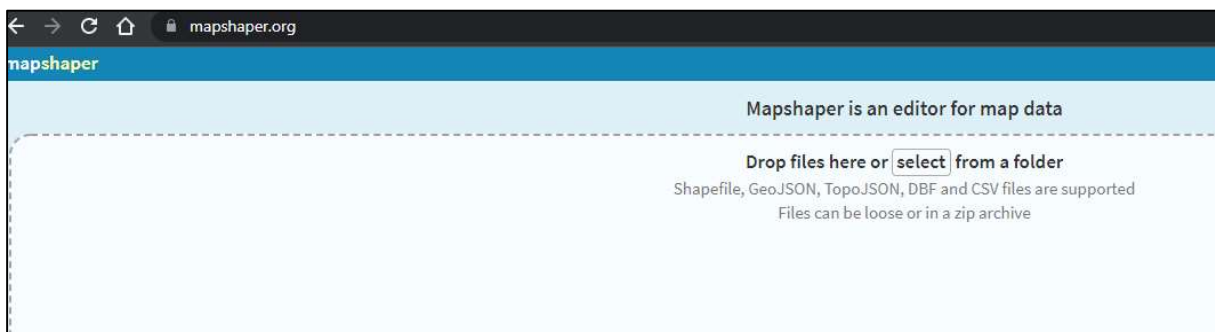 mapshaper.org
mapshaper
Mapshaper is an editor for map data
Drop files here or select from a folder
Shapefile, GeoJSON, TopoJSON, DBF and CSV files are supported
Files can be loose or in a zip archive